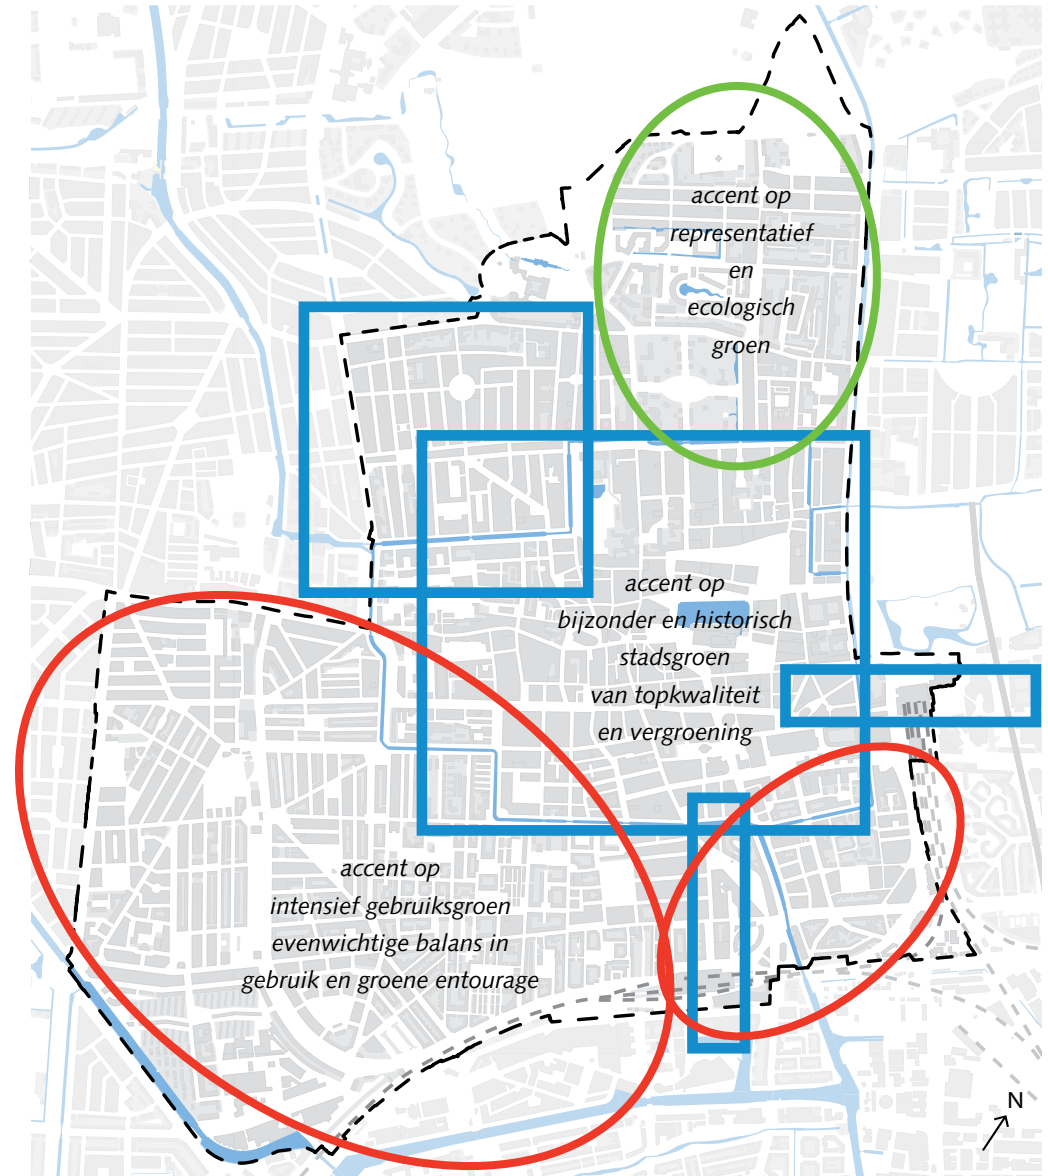 accent op
representatief
en
ecologisch
groen
accent op
bijzonder en historisch
stadsgroen
van topkwaliteit
en vergroening
accent op
intensief gebruiksgroen
evenwichtige balans in
gebruik en groene entourage
N